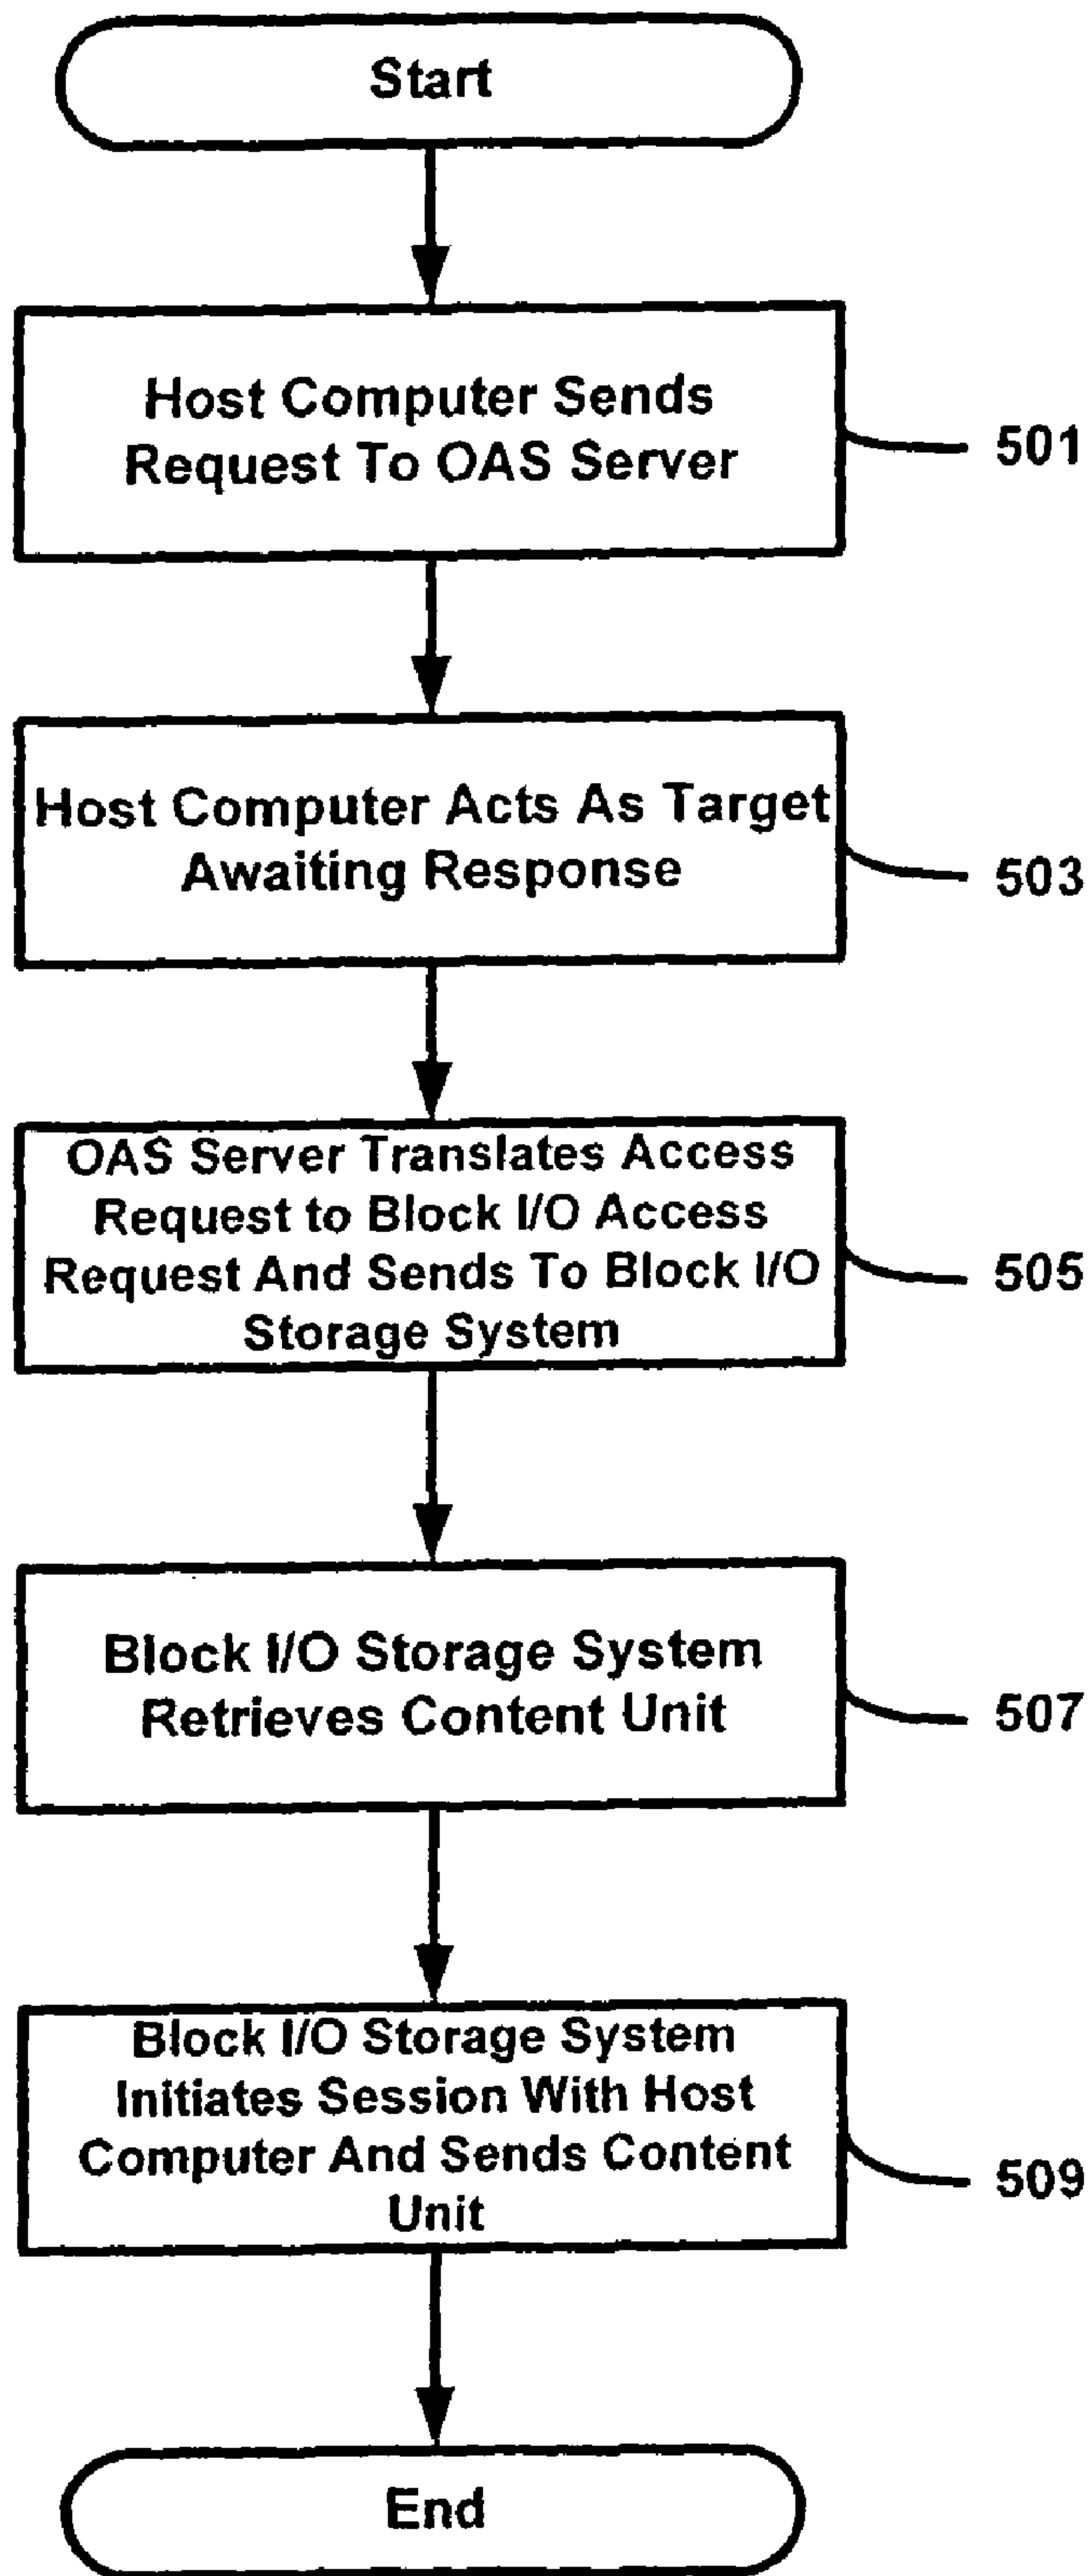 Start
Host Computer Sends
Request To OAS Server
501
Host Computer Acts As Target
Awaiting Response
503
OAS Server Translates Access
Request to Block I/O Access
Request And Sends To Block I/O
Storage System
505
Block I/O Storage System
Retrieves Content Unit
507
Block I/O Storage System
Initiates Session With Host
Computer And Sends Content
Unit
509
End